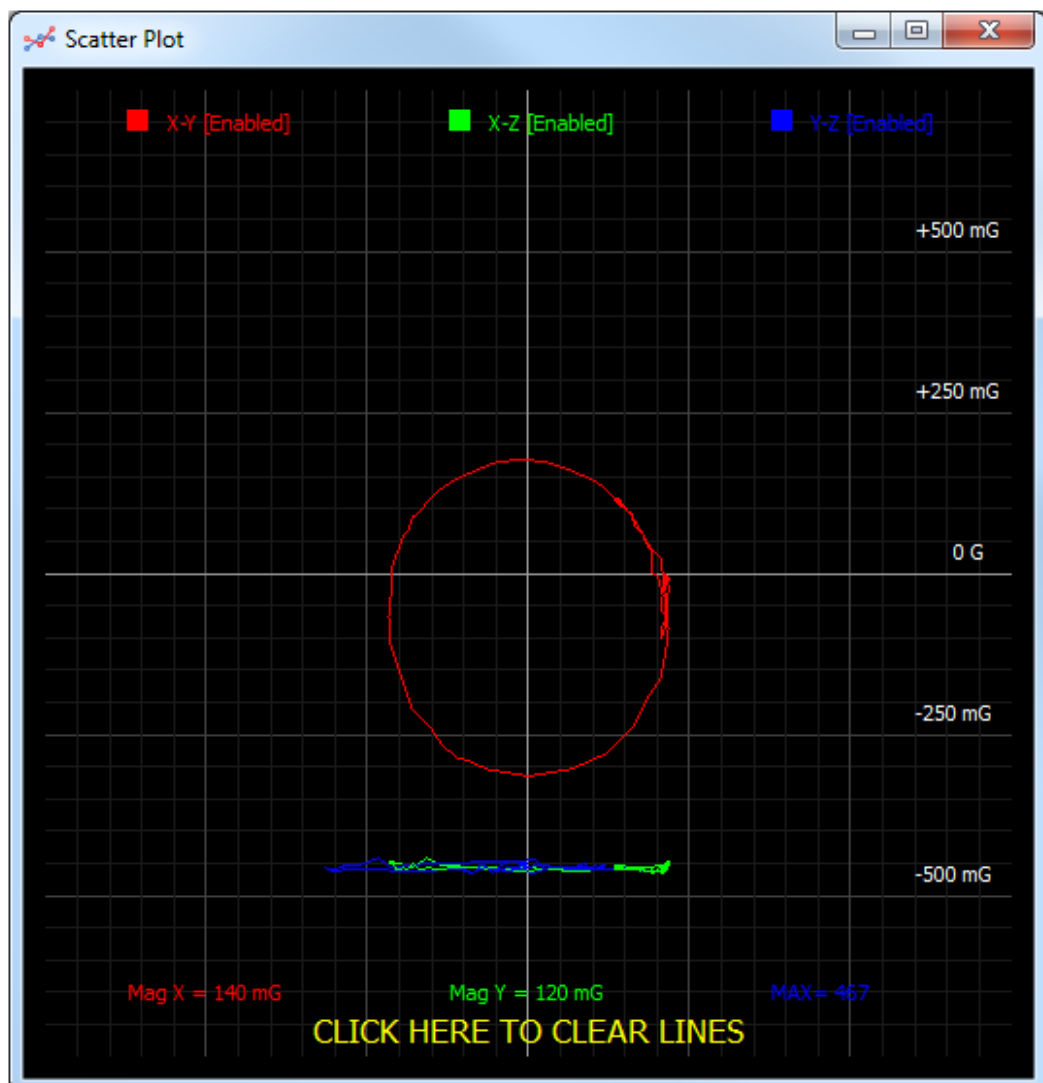 Scatter Plot
X-Y [Enabled] X-Z [Enabled] Y-Z [Enabled]
+500 mG
+250 mG
0 G
-250 mG
-500 mG
Mag X = 140 mG Mag Y = 120 mG MAX= 467
CLICK HERE TO CLEAR LINES